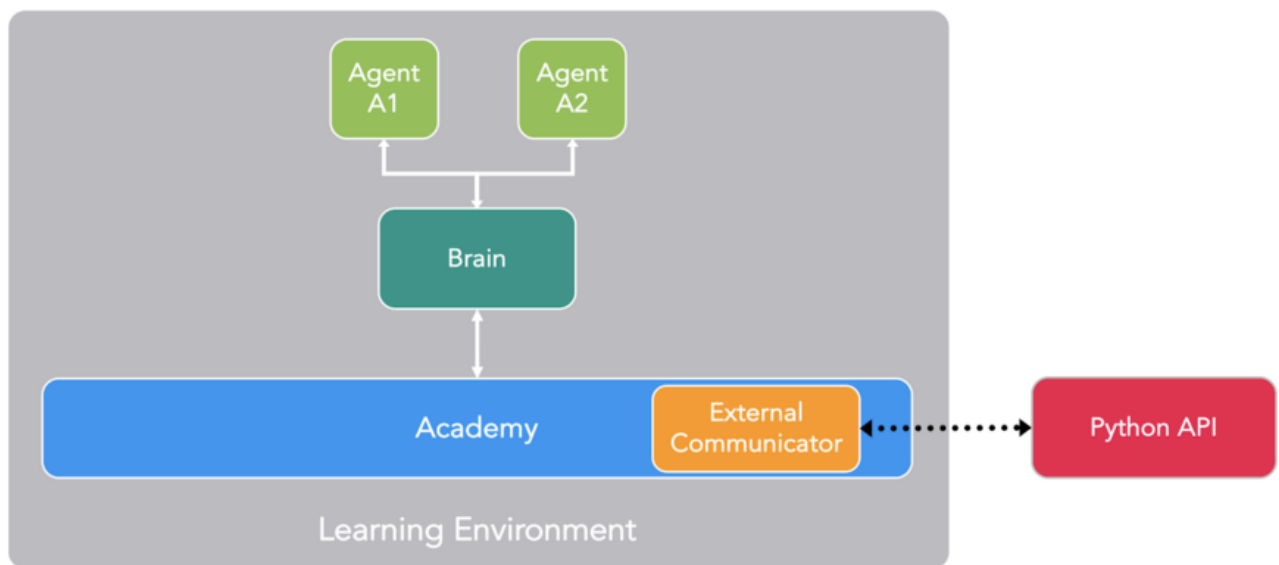 Agent
A1
Agent
A2
Brain
Academy
External
Communicator
Python API
Learning Environment